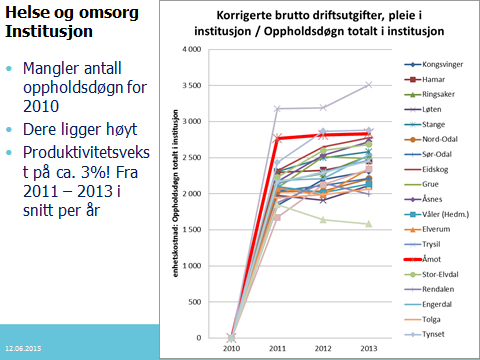 Helse og omsorg
Institusjon
• Mangler antall
oppholdsdøgn for
2010
• Dere ligger høyt
• Produktivitetsveks
t på ca. 3%! Fra
2011 – 2013 i
snitt per år
12.06.2015
Korrigerte brutto driftsutgifter, pleie i
institusjon / Oppholdsdøgn totalt i institusjon
enhetskostnad: Oppholdsdøgn totalt i institusjon
4 000
3 500
3 000
2 500
2 000
1 500
1 000
500
0
2010 2011 2012 2013
Kongsvinger
Hamar
Ringsaker
Løten
Stange
Nord-Odal
Sør-Odal
Eidskog
Grue
Åsnes
Våler (Hedm.)
Elverum
Trysil
Åmot
Stor-Elvdal
Rendalen
Engerdal
Tolga
Tynset